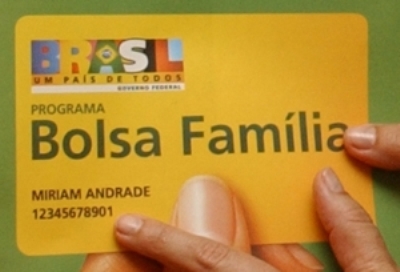 BRASIL
UM PAÍS DE TODOS
GOVERNO FEDERAL
PROGRAMA
Bolsa Família
MIRIAM ANDRADE
12345678901